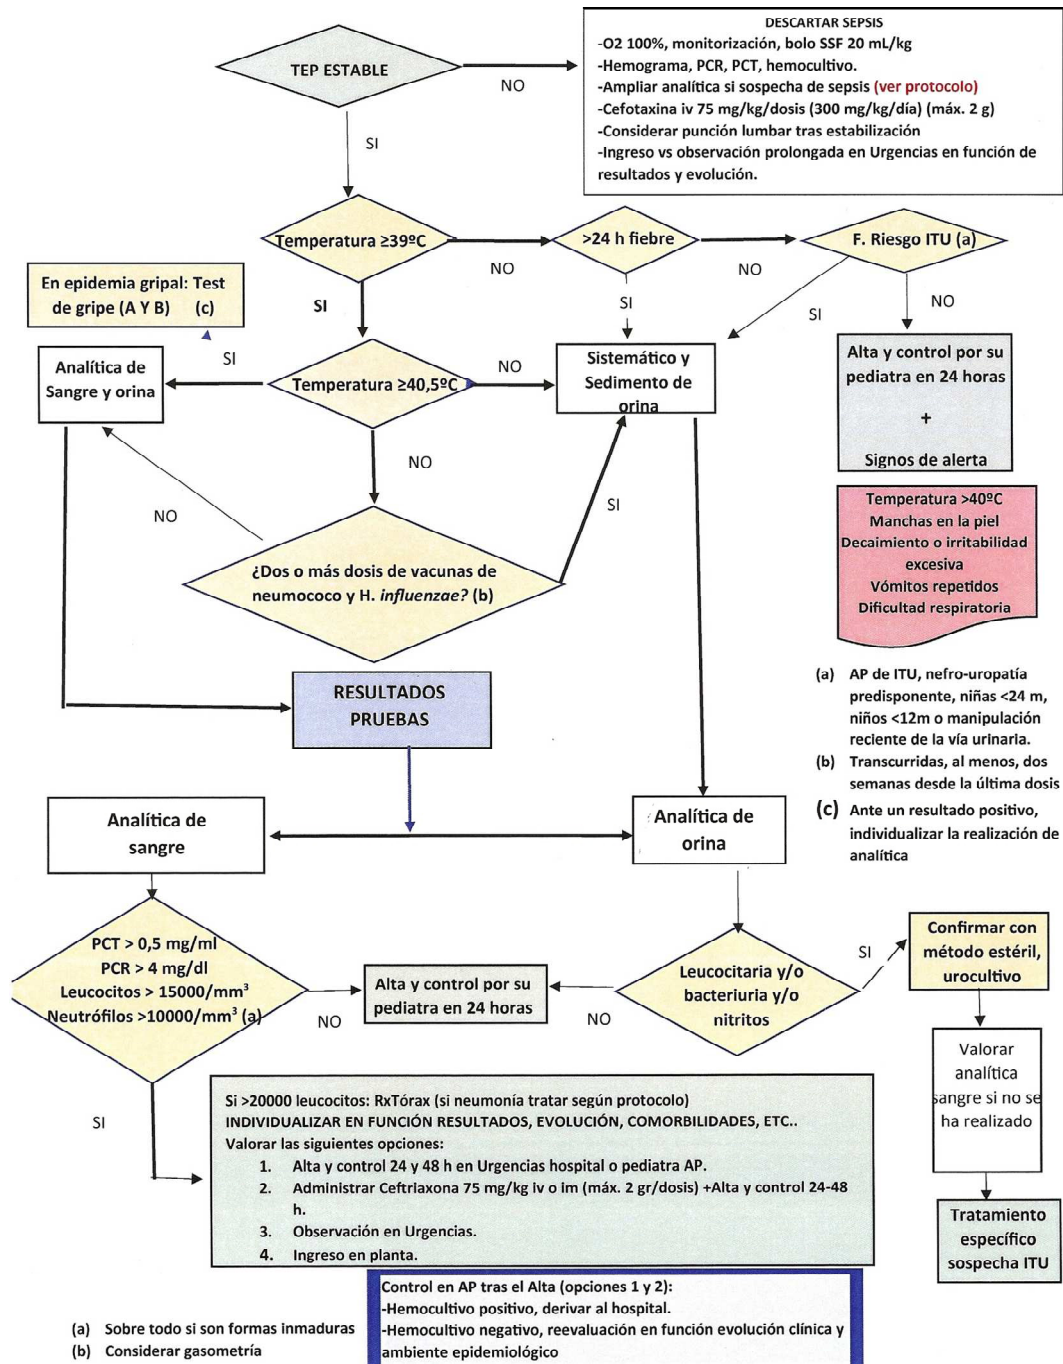 DESCARTAR SEPSIS
-O2 100%, monitorización, bolo SSF 20 mL/kg
-Hemograma, PCR, PCT, hemocultivo.
-Ampliar analítica si sospecha de sepsis (ver protocolo)
-Cefotaxina iv 75 mg/kg/dosis (300 mg/kg/día) (máx. 2 g)
-Considerar punción lumbar tras estabilización
-Ingreso vs observación prolongada en Urgencias en función de
resultados y evolución.
TEP ESTABLE
NO
SI
Temperatura ≥39ºC
NO
>24 h fiebre
NO
F. Riesgo ITU (a)
En epidemia gripal: Test
de gripe (A Y B) (c)
SI
SI
SI
NO
Analítica de
Sangre y orina
SI
Temperatura ≥40,5ºC
NO
Sistemático y
Sedimento de
orina
Alta y control por su
pediatra en 24 horas
+
Signos de alerta
NO
NO
SI
¿Dos o más dosis de vacunas de
neumococo y H. influenzae? (b)
Temperatura >40ºC
Manchas en la piel
Decaimiento o irritabilidad
excesiva
Vómitos repetidos
Dificultad respiratoria
RESULTADOS
PRUEBAS
(a) AP de ITU, nefro-uropatía
predisponente, niñas <24 m,
niños <12m o manipulación
reciente de la vía urinaria.
(b) Transcurridas, al menos, dos
semanas desde la última dosis
(c) Ante un resultado positivo,
individualizar la realización de
analítica
Analítica de
sangre
Analítica de
orina
PCT > 0,5 mg/ml
PCR > 4 mg/dl
Leucocitos > 15000/mm³
Neutrófilos >10000/mm³ (a)
NO
Alta y control por su
pediatra en 24 horas
NO
Leucocitaria y/o
bacteriuria y/o
nitritos
SI
Confirmar con
método estéril,
urocultivo
Valorar
analítica
sangre si no se
ha realizado
Tratamiento
específico
sospecha ITU
SI
Si >20000 leucocitos: RxTórax (si neumonía tratar según protocolo)
INDIVIDUALIZAR EN FUNCIÓN RESULTADOS, EVOLUCIÓN, COMORBILIDADES, ETC..
Valorar las siguientes opciones:
1. Alta y control 24 y 48 h en Urgencias hospital o pediatra AP.
2. Administrar Ceftriaxona 75 mg/kg iv o im (máx. 2 gr/dosis) +Alta y control 24-48
h.
3. Observación en Urgencias.
4. Ingreso en planta.
Control en AP tras el Alta (opciones 1 y 2):
-Hemocultivo positivo, derivar al hospital.
-Hemocultivo negativo, reevaluación en función evolución clínica y
ambiente epidemiológico
(a) Sobre todo si son formas inmaduras
(b) Considerar gasometría